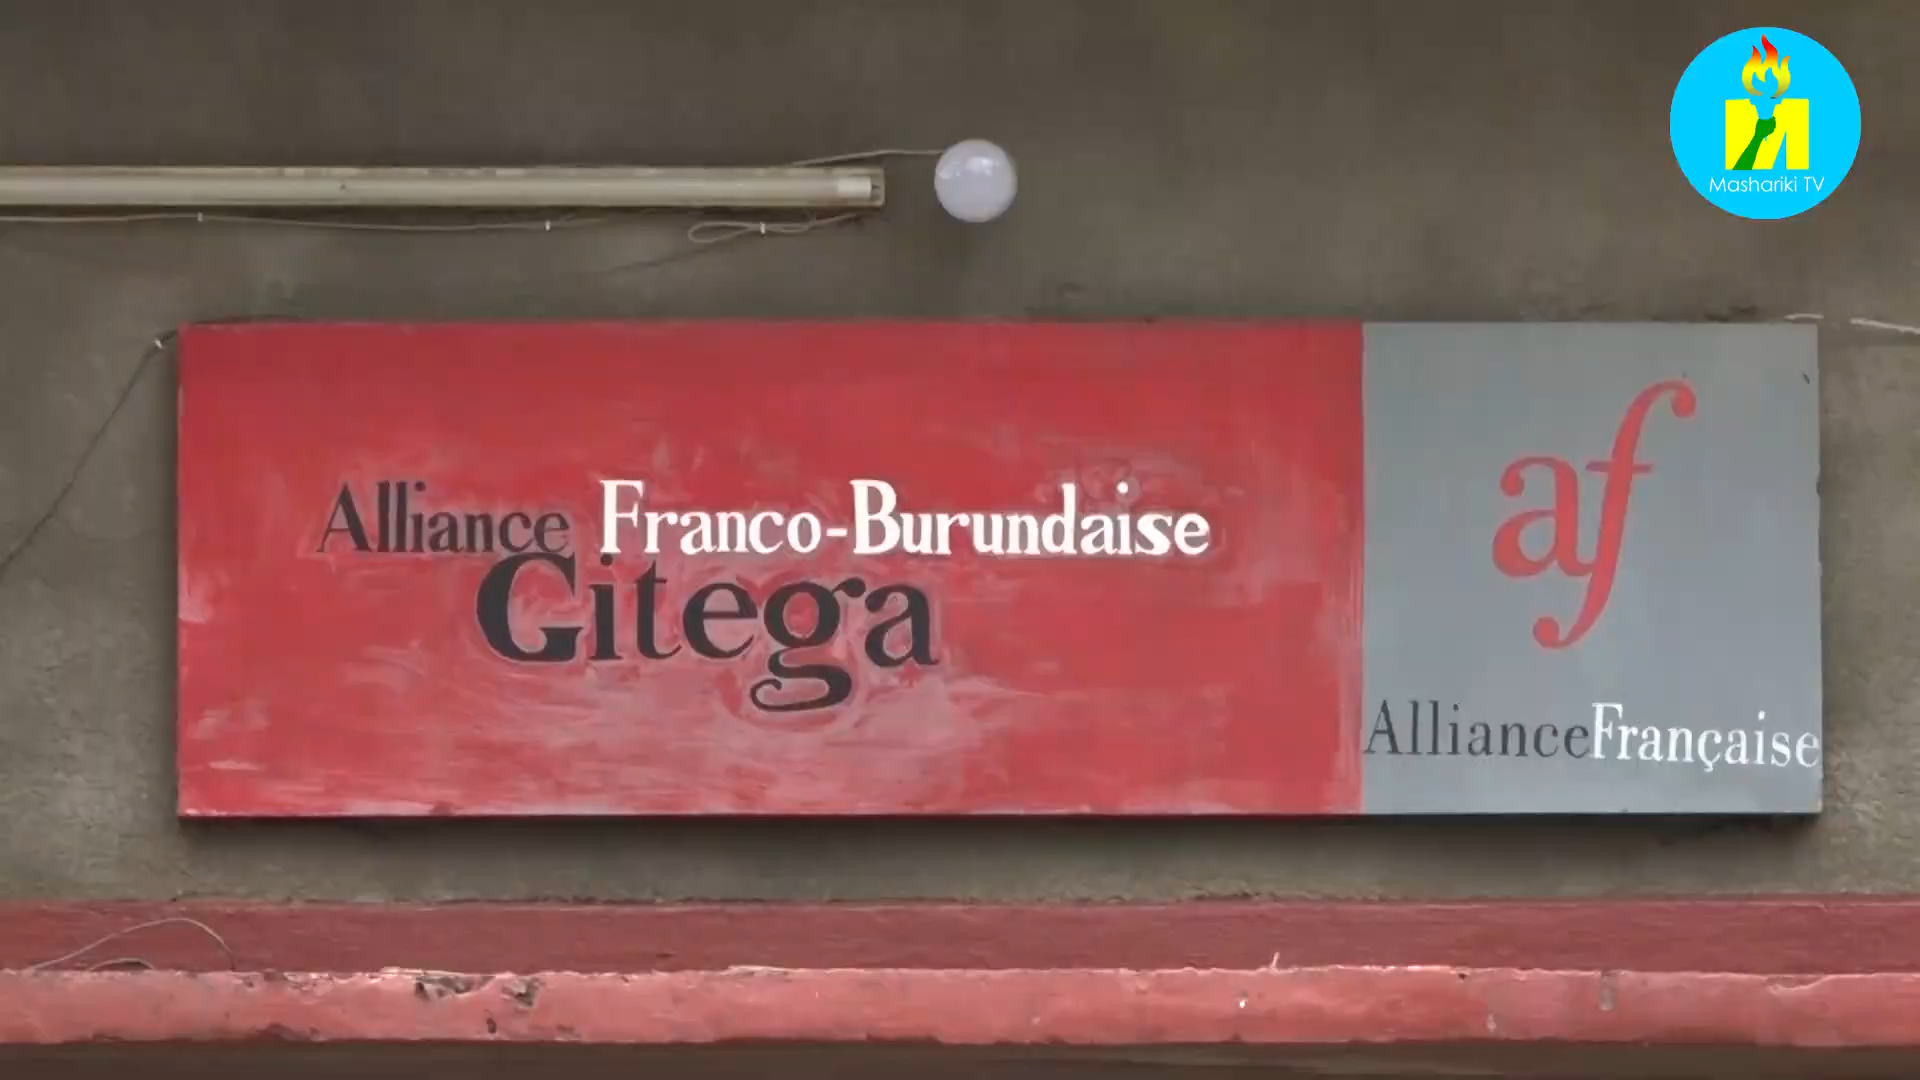 Mashariki TV
Alliance Franco-Burundaise
Gitega
af
AllianceFrançaise